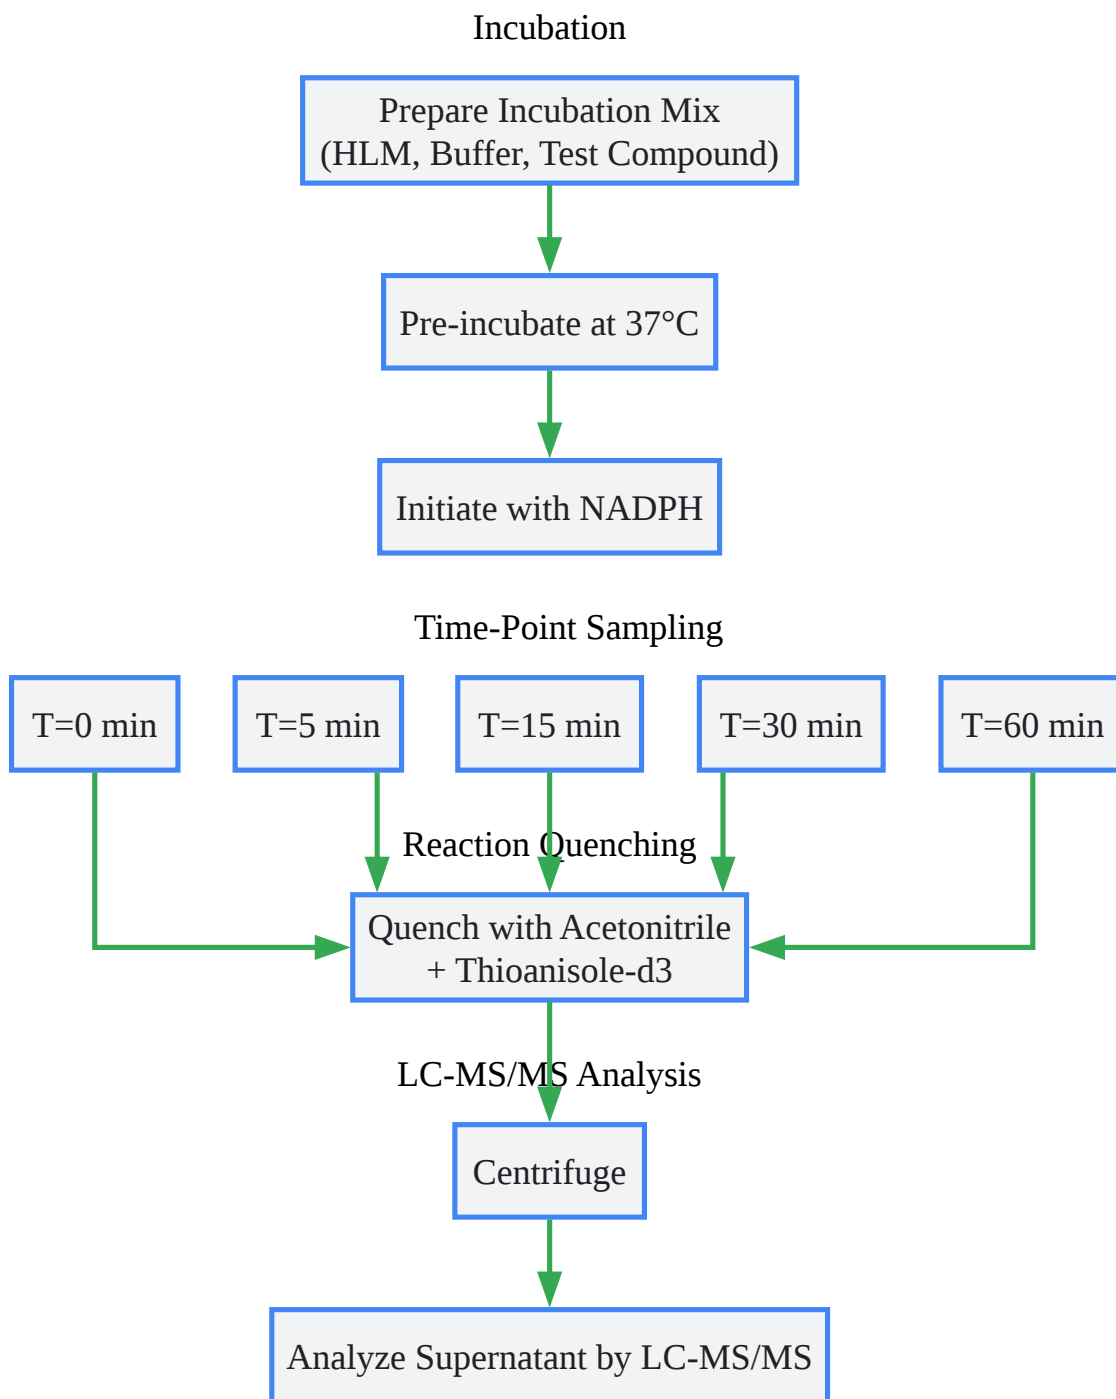 Incubation
Prepare Incubation Mix
(HLM, Buffer, Test Compound)
Pre-incubate at 37°C
Initiate with NADPH
Time-Point Sampling
T=0 min
T=5 min
T=15 min
T=30 min
T=60 min
Reaction Quenching
Quench with Acetonitrile
+ Thioanisole-d3
LC-MS/MS Analysis
Centrifuge
Analyze Supernatant by LC-MS/MS